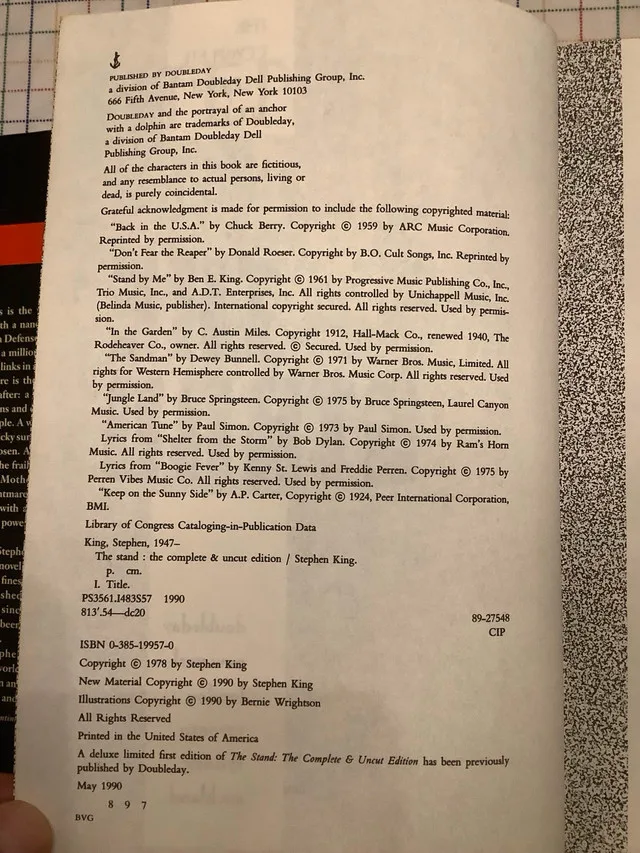 PUBLISHED BY DOUBLEDAY
a division of Bantam Doubleday Dell Publishing Group, Inc.
666 Fifth Avenue, New York, New York 10103
DOUBLEDAY and the portrayal of an anchor
with a dolphin are trademarks of Doubleday,
a division of Bantam Doubleday Dell
Publishing Group, Inc.
All of the characters in this book are fictitious,
and any resemblance to actual persons, living or
dead, is purely coincidental.
Grateful acknowledgment is made for permission to include the following copyrighted material:
"Back in the U.S.A." by Chuck Berry. Copyright © 1959 by ARC Music Corporation.
Reprinted by permission.
"Don't Fear the Reaper" by Donald Roeser. Copyright by B.O. Cult Songs, Inc. Reprinted by
permission.
"Stand by Me" by Ben E. King. Copyright © 1961 by Progressive Music Publishing Co., Inc.,
Trio Music, Inc., and A.D.T. Enterprises, Inc. All rights controlled by Unichappell Music, Inc.
(Belinda Music, publisher). International copyright secured. All rights reserved. Used by permis-
sion.
"In the Garden" by C. Austin Miles. Copyright 1912, Hall-Mack Co., renewed 1940, The
Rodeheaver Co., owner. All rights reserved. © Secured. Used by permission.
"The Sandman" by Dewey Bunnell. Copyright © 1971 by Warner Bros. Music, Limited. All
rights for Western Hemisphere controlled by Warner Bros. Music Corp. All rights reserved. Used
by permission.
"Jungle Land" by Bruce Springsteen. Copyright © 1975 by Bruce Springsteen, Laurel Canyon
Music. Used by permission.
"American Tune" by Paul Simon. Copyright © 1973 by Paul Simon. Used by permission.
Lyrics from "Shelter from the Storm" by Bob Dylan. Copyright © 1974 by Ram's Horn
Music. All rights reserved. Used by permission.
Lyrics from "Boogie Fever" by Kenny St. Lewis and Freddie Perren. Copyright © 1975 by
Perren Vibes Music Co. All rights reserved. Used by permission.
"Keep on the Sunny Side" by A.P. Carter, Copyright © 1924, Peer International Corporation,
BMI.
Library of Congress Cataloging-in-Publication Data
King, Stephen, 1947–
The stand : the complete & uncut edition / Stephen King.
p. cm.
I. Title.
PS3561.I483S57 1990
813'.54—dc20 89-27548
CIP
ISBN 0-385-19957-0
Copyright © 1978 by Stephen King
New Material Copyright © 1990 by Stephen King
Illustrations Copyright © 1990 by Bernie Wrightson
All Rights Reserved
Printed in the United States of America
A deluxe limited first edition of The Stand: The Complete & Uncut Edition has been previously
published by Doubleday.
May 1990
8 9 7
BVG